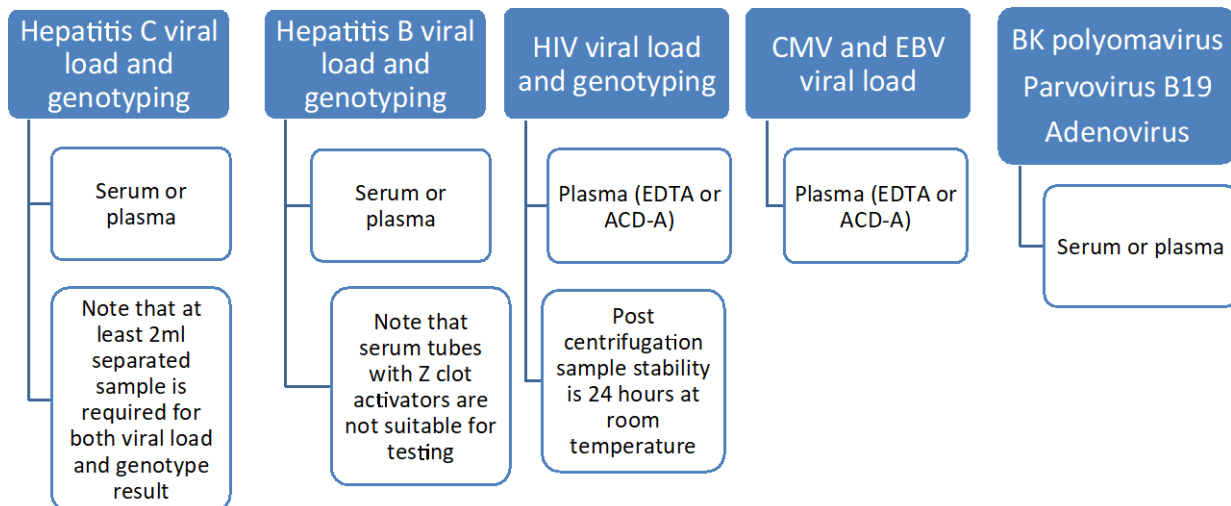 Hepatitis C viral
load and
genotyping
Serum or
plasma
Note that at
least 2ml
separated
sample is
required for
both viral load
and genotype
result
Hepatitis B viral
load and
genotyping
Serum or
plasma
Note that
serum tubes
with Z clot
activators are
not suitable for
testing
HIV viral load
and genotyping
Plasma (EDTA or
ACD-A)
Post
centrifugation
sample stability
is 24 hours at
room
temperature
CMV and EBV
viral load
Plasma (EDTA or
ACD-A)
BK polyomavirus
Parvovirus B19
Adenovirus
Serum or plasma